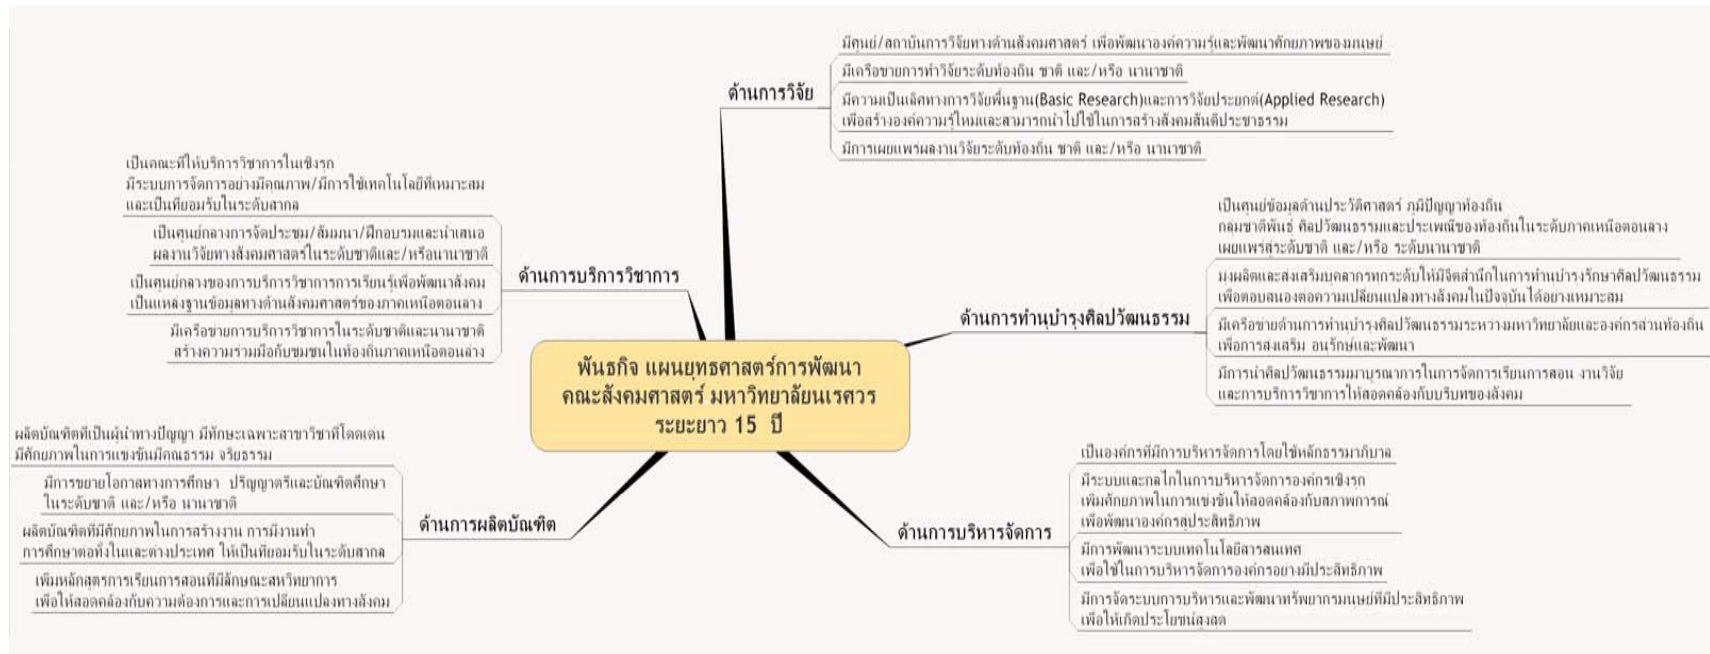 พันธกิจ แผนยุทธศาสตร์การพัฒนา
คณะสังคมศาสตร์ มหาวิทยาลัยนเรศวร
ระยะยาว 15 ปี
ด้านการวิจัย
มีศูนย์/สถาบันการวิจัยทางด้านสังคมศาสตร์ เพื่อพัฒนาองค์ความรู้และพัฒนาศักยภาพของมนุษย์
มีเครือข่ายการทำวิจัยระดับท้องถิ่น ชาติ และ/หรือ นานาชาติ
มีความเป็นเลิศทางการวิจัยพื้นฐาน(Basic Research)และการวิจัยประยุกต์(Applied Research)
เพื่อสร้างองค์ความรู้ใหม่และสามารถนำไปใช้ในการสร้างสังคมสันติประชาธรรม
มีการเผยแพร่ผลงานวิจัยระดับท้องถิ่น ชาติ และ/หรือ นานาชาติ
ด้านการทำนุบำรุงศิลปวัฒนธรรม
เป็นศูนย์ข้อมูลด้านประวัติศาสตร์ ภูมิปัญญาท้องถิ่น
กลุ่มชาติพันธุ์ ศิลปวัฒนธรรมและประเพณีของท้องถิ่นในระดับภาคเหนือตอนล่าง
เผยแพร่สู่ระดับชาติ และ/หรือ ระดับนานาชาติ
มุ่งผลิตและส่งเสริมบุคลากรทุกระดับให้มีจิตสำนึกในการทำนุบำรุงรักษาศิลปวัฒนธรรม
เพื่อตอบสนองต่อความเปลี่ยนแปลงทางสังคมในปัจจุบันได้อย่างเหมาะสม
มีเครือข่ายด้านการทำนุบำรุงศิลปวัฒนธรรมระหว่างมหาวิทยาลัยและองค์กรส่วนท้องถิ่น
เพื่อการส่งเสริม อนุรักษ์และพัฒนา
มีการนำศิลปวัฒนธรรมมาบูรณาการในการจัดการเรียนการสอน งานวิจัย
และการบริการวิชาการให้สอดคล้องกับบริบทของสังคม
ด้านการบริหารจัดการ
เป็นองค์กรที่มีการบริหารจัดการโดยใช้หลักธรรมาภิบาล
มีระบบและกลไกในการบริหารจัดการองค์กรเชิงรุก
เพิ่มศักยภาพในการแข่งขันให้สอดคล้องกับสภาพการณ์
เพื่อพัฒนาองค์กรสู่ประสิทธิภาพ
มีการพัฒนาระบบเทคโนโลยีสารสนเทศ
เพื่อใช้ในการบริหารจัดการองค์กรอย่างมีประสิทธิภาพ
มีการจัดระบบการบริหารและพัฒนาทรัพยากรมนุษย์ที่มีประสิทธิภาพ
เพื่อให้เกิดประโยชน์สูงสุด
ด้านการบริการวิชาการ
เป็นคณะที่ให้บริการวิชาการในเชิงรุก
มีระบบการจัดการอย่างมีคุณภาพ/มีการใช้เทคโนโลยีที่เหมาะสม
และเป็นที่ยอมรับในระดับสากล
เป็นศูนย์กลางการจัดประชุม/สัมมนา/ฝึกอบรมและนำเสนอ
ผลงานวิจัยทางสังคมศาสตร์ในระดับชาติและ/หรือนานาชาติ
เป็นศูนย์กลางของการบริการวิชาการการเรียนรู้เพื่อพัฒนาสังคม
เป็นแหล่งฐานข้อมูลทางด้านสังคมศาสตร์ของภาคเหนือตอนล่าง
มีเครือข่ายการบริการวิชาการในระดับชาติและนานาชาติ
สร้างความร่วมมือกับชุมชนในท้องถิ่นภาคเหนือตอนล่าง
ด้านการผลิตบัณฑิต
ผลิตบัณฑิตที่เป็นผู้นำทางปัญญา มีทักษะเฉพาะสาขาวิชาที่โดดเด่น
มีศักยภาพในการแข่งขันมีคุณธรรม จริยธรรม
มีการขยายโอกาสทางการศึกษา ปริญญาตรีและบัณฑิตศึกษา
ในระดับชาติ และ/หรือ นานาชาติ
ผลิตบัณฑิตที่มีศักยภาพในการสร้างงาน การมีงานทำ
การศึกษาต่อทั้งในและต่างประเทศ ให้เป็นที่ยอมรับในระดับสากล
เพิ่มหลักสูตรการเรียนการสอนที่มีลักษณะสหวิทยาการ
เพื่อให้สอดคล้องกับความต้องการและการเปลี่ยนแปลงทางสังคม